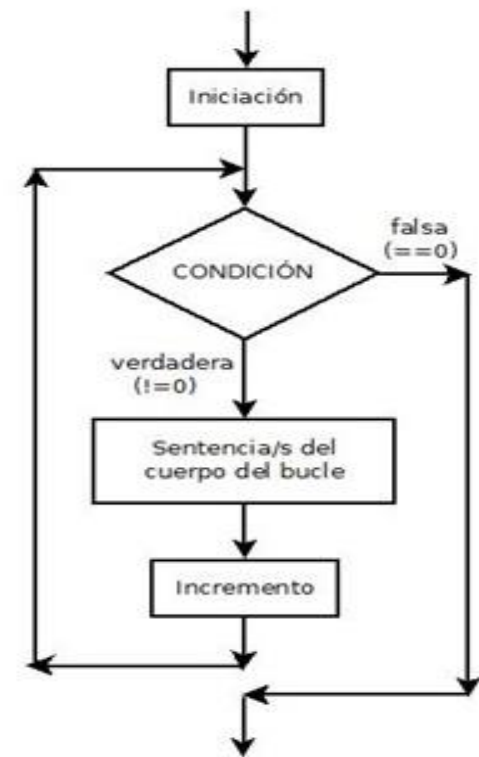 Iniciación
falsa
(==0)
CONDICIÓN
verdadera
(!=0)
Sentencia/s del
cuerpo del bucle
Incremento